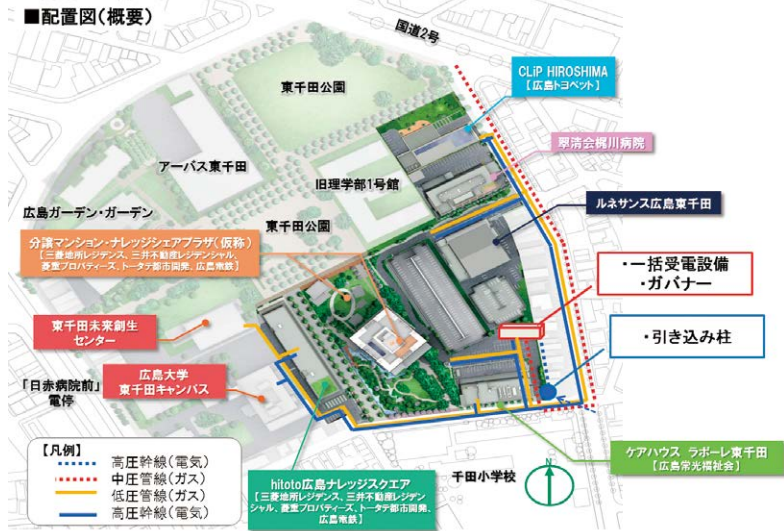 ■配置図(概要)
国道2号
東千田公園
CLiP HIROSHIMA
【広島トヨペット】
アーバス東千田
翠清会梶川病院
旧理学部1号館
広島ガーデン・ガーデン
ルネサンス広島東千田
東千田公園
分譲マンション・ナレッジシェアプラザ(仮称)
【三菱地所レジデンス、三井不動産レジデンシャル、
菱重プロパティーズ、トータテ都市開発、広島電鉄】
・一括受電設備
・ガバナー
東千田未来創生
センター
・引き込み柱
広島大学
東千田キャンパス
「日赤病院前」
電停
【凡例】
高圧幹線(電気)
中圧管線(ガス)
低圧管線(ガス)
高圧幹線(電気)
hitoto広島ナレッジスクエア
【三菱地所レジデンス、三井不動産レジデン
シャル、菱重プロパティーズ、トータテ都市開発、
広島電鉄】
千田小学校
N
ケアハウス ラポーレ東千田
【広島常光福祉会】